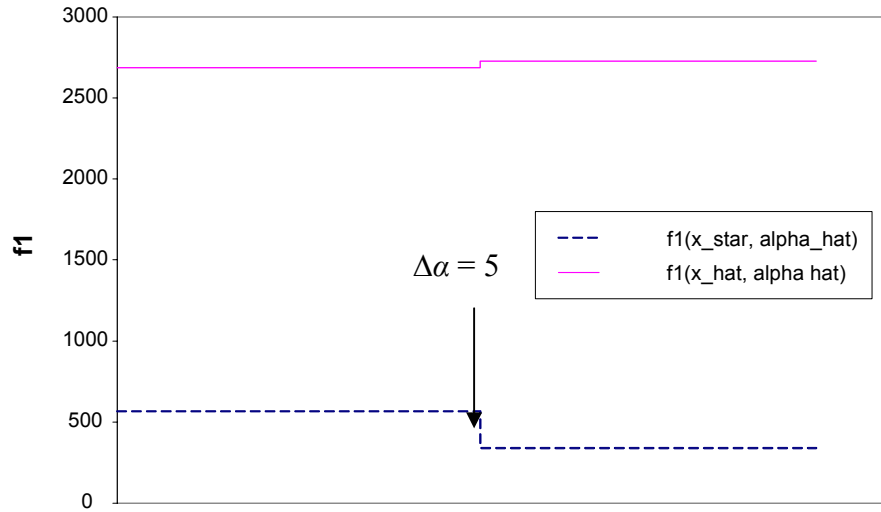 3000
2500
2000
1500
1000
500
0
f1
Δα = 5
f1(x_star, alpha_hat)
f1(x_hat, alpha hat)